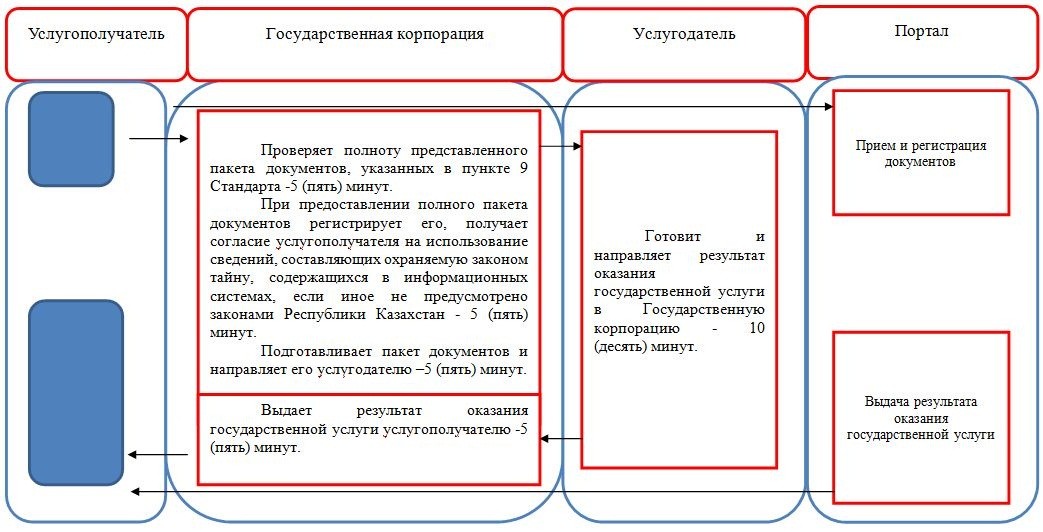 Услугополучатель
Государственная корпорация
Услугодатель
Портал
Проверяет полноту представленного
пакета документов, указанных в пункте 9
Стандарта -5 (пять) минут.
При предоставлении полного пакета
документов регистрирует его, получает
согласие услугополучателя на использование
сведений, составляющих охраняемую законом
тайну, содержащихся в информационных
системах, если иное не предусмотрено
законами Республики Казахстан - 5 (пять)
минут.
Подготавливает пакет документов и
направляет его услугодателю –5 (пять) минут.
Выдает результат оказания
государственной услуги услугополучателю -5
(пять) минут.
Готовит и
направляет результат
оказания
государственной услуги
в Государственную
корпорацию - 10
(десять) минут.
Прием и регистрация
документов
Выдача результата
оказания
государственной услуги